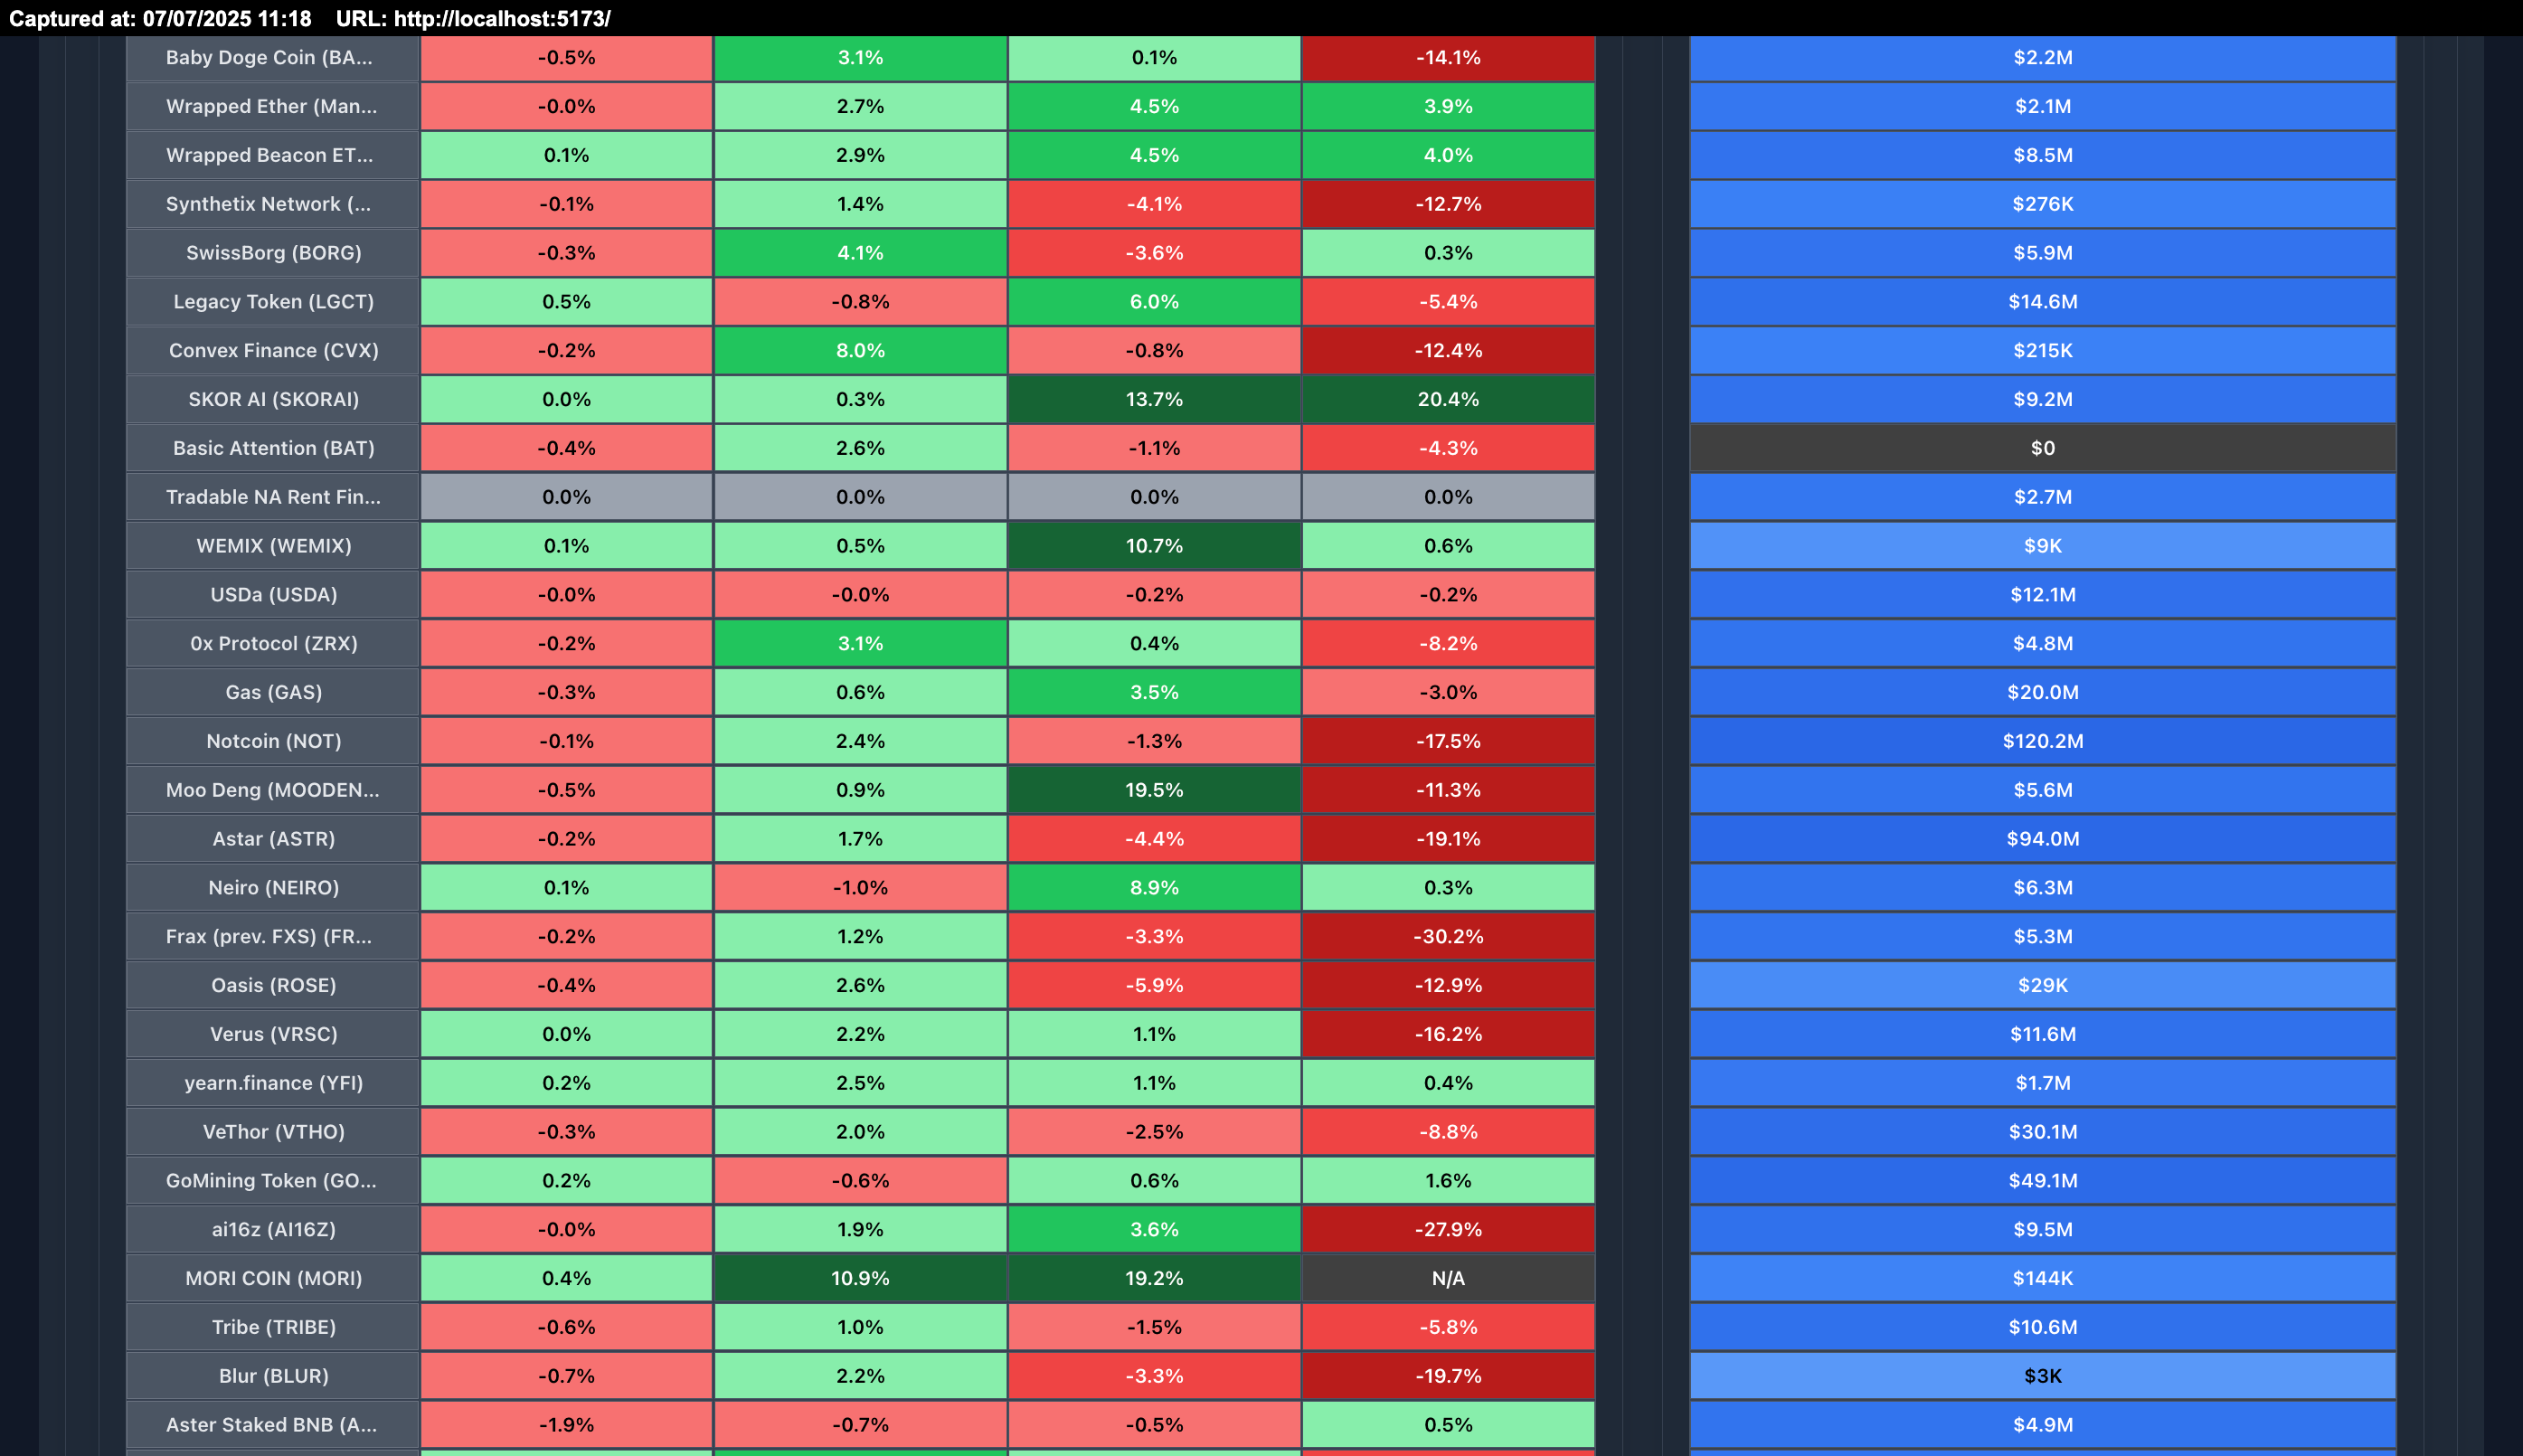 Captured at: 07/07/2025 11:18 URL: http://localhost:5173/
Baby Doge Coin (BA... -0.5% 3.1% 0.1% -14.1% $2.2M
Wrapped Ether (Man... -0.0% 2.7% 4.5% 3.9% $2.1M
Wrapped Beacon ET... 0.1% 2.9% 4.5% 4.0% $8.5M
Synthetix Network (... -0.1% 1.4% -4.1% -12.7% $276K
SwissBorg (BORG) -0.3% 4.1% -3.6% 0.3% $5.9M
Legacy Token (LGCT) 0.5% -0.8% 6.0% -5.4% $14.6M
Convex Finance (CVX) -0.2% 8.0% -0.8% -12.4% $215K
SKOR AI (SKORAI) 0.0% 0.3% 13.7% 20.4% $9.2M
Basic Attention (BAT) -0.4% 2.6% -1.1% -4.3% $0
Tradable NA Rent Fin... 0.0% 0.0% 0.0% 0.0% $2.7M
WEMIX (WEMIX) 0.1% 0.5% 10.7% 0.6% $9K
USDa (USDA) -0.0% -0.0% -0.2% -0.2% $12.1M
0x Protocol (ZRX) -0.2% 3.1% 0.4% -8.2% $4.8M
Gas (GAS) -0.3% 0.6% 3.5% -3.0% $20.0M
Notcoin (NOT) -0.1% 2.4% -1.3% -17.5% $120.2M
Moo Deng (MOODEN... -0.5% 0.9% 19.5% -11.3% $5.6M
Astar (ASTR) -0.2% 1.7% -4.4% -19.1% $94.0M
Neiro (NEIRO) 0.1% -1.0% 8.9% 0.3% $6.3M
Frax (prev. FXS) (FR... -0.2% 1.2% -3.3% -30.2% $5.3M
Oasis (ROSE) -0.4% 2.6% -5.9% -12.9% $29K
Verus (VRSC) 0.0% 2.2% 1.1% -16.2% $11.6M
yearn.finance (YFI) 0.2% 2.5% 1.1% 0.4% $1.7M
VeThor (VTHO) -0.3% 2.0% -2.5% -8.8% $30.1M
GoMining Token (GO... 0.2% -0.6% 0.6% 1.6% $49.1M
ai16z (AI16Z) -0.0% 1.9% 3.6% -27.9% $9.5M
MORI COIN (MORI) 0.4% 10.9% 19.2% N/A $144K
Tribe (TRIBE) -0.6% 1.0% -1.5% -5.8% $10.6M
Blur (BLUR) -0.7% 2.2% -3.3% -19.7% $3K
Aster Staked BNB (A... -1.9% -0.7% -0.5% 0.5% $4.9M